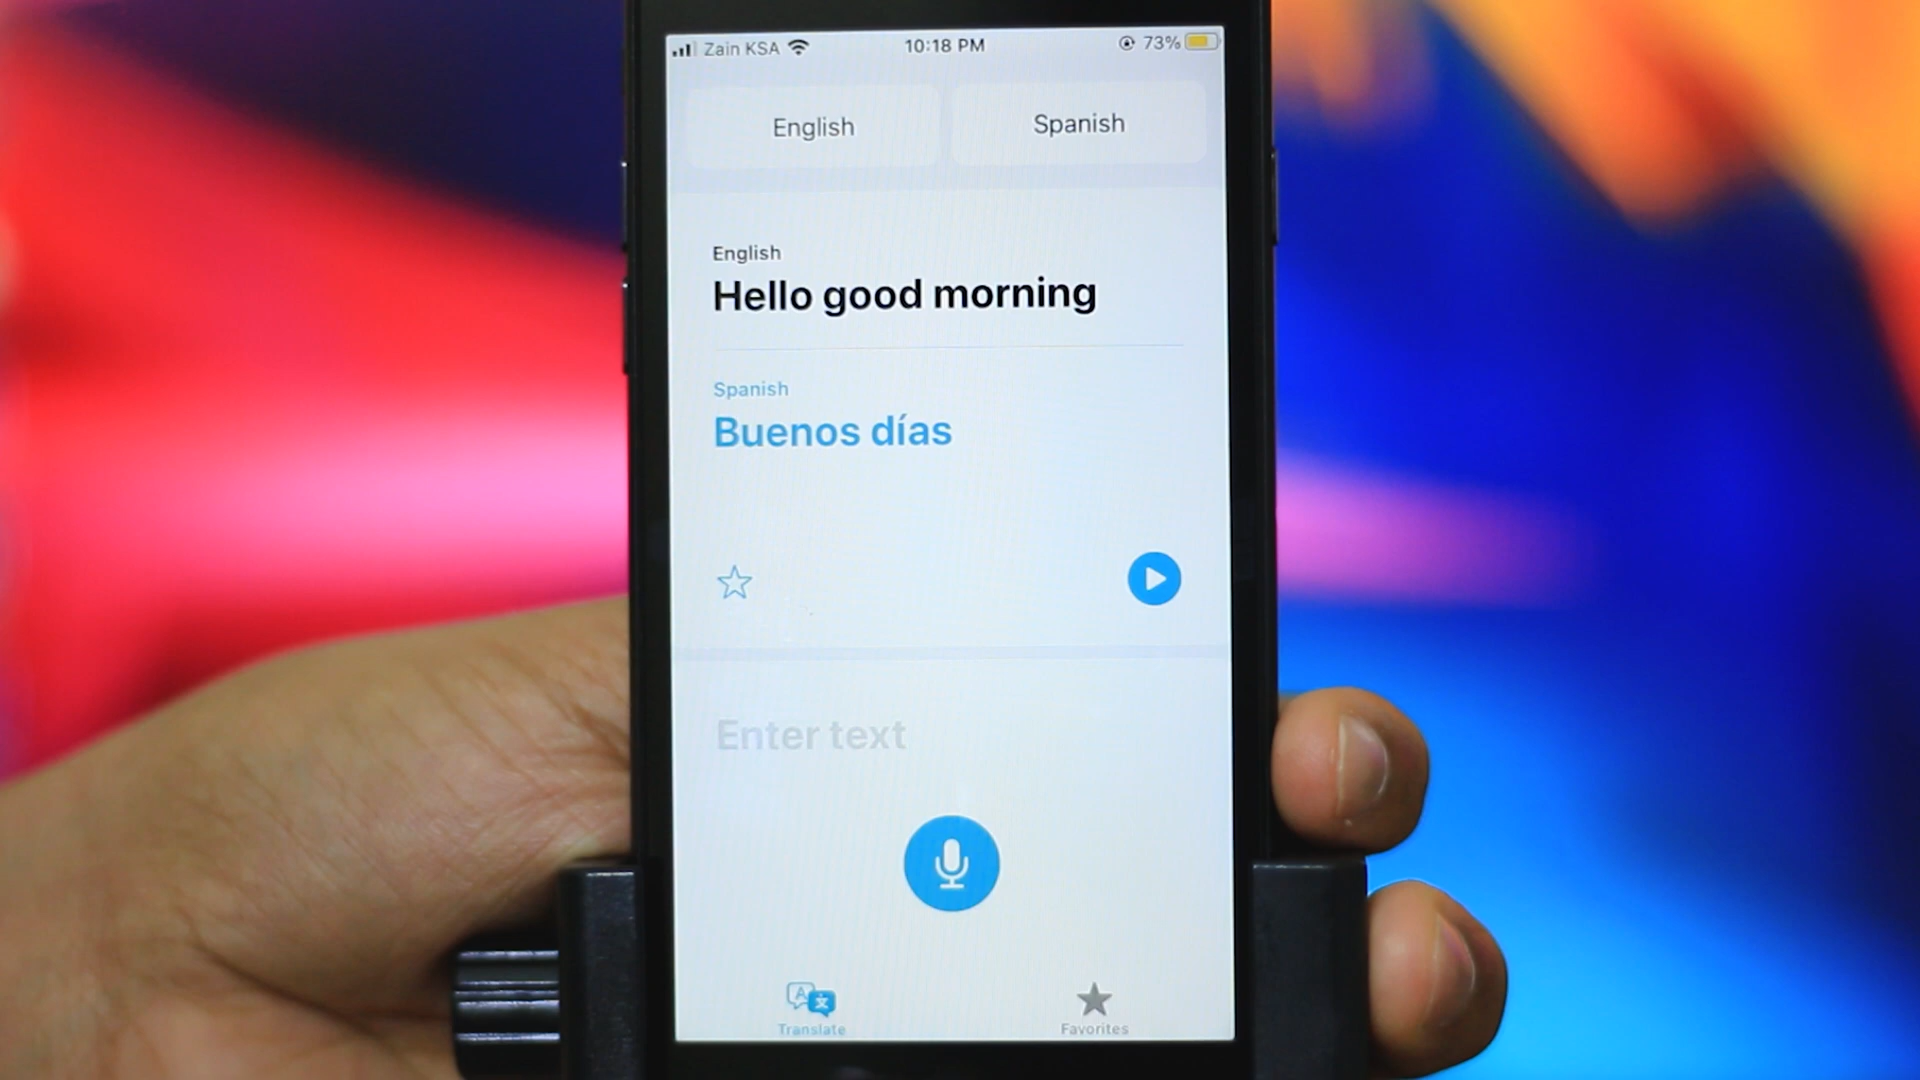 Zain KSA 10:18 PM 73%
English Spanish
English
Hello good morning
Spanish
Buenos días
Enter text
Translate Favorites